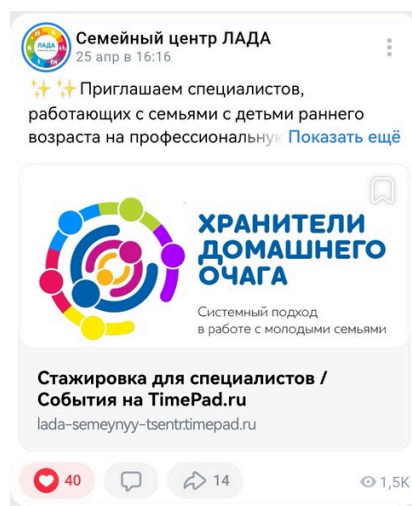 Семейный центр ЛАДА
25 апр в 16:16
Приглашаем специалистов,
работающих с семьями с детьми раннего
возраста на профессиональную Показать ещё
ЛАДА
ХРАНИТЕЛИ
ДОМАШНЕГО
ОЧАГА
Системный подход
в работе с молодыми семьями
Стажировка для специалистов /
События на TimePad.ru
lada-semeynyy-tsentr.timepad.ru
40
14
1,5K